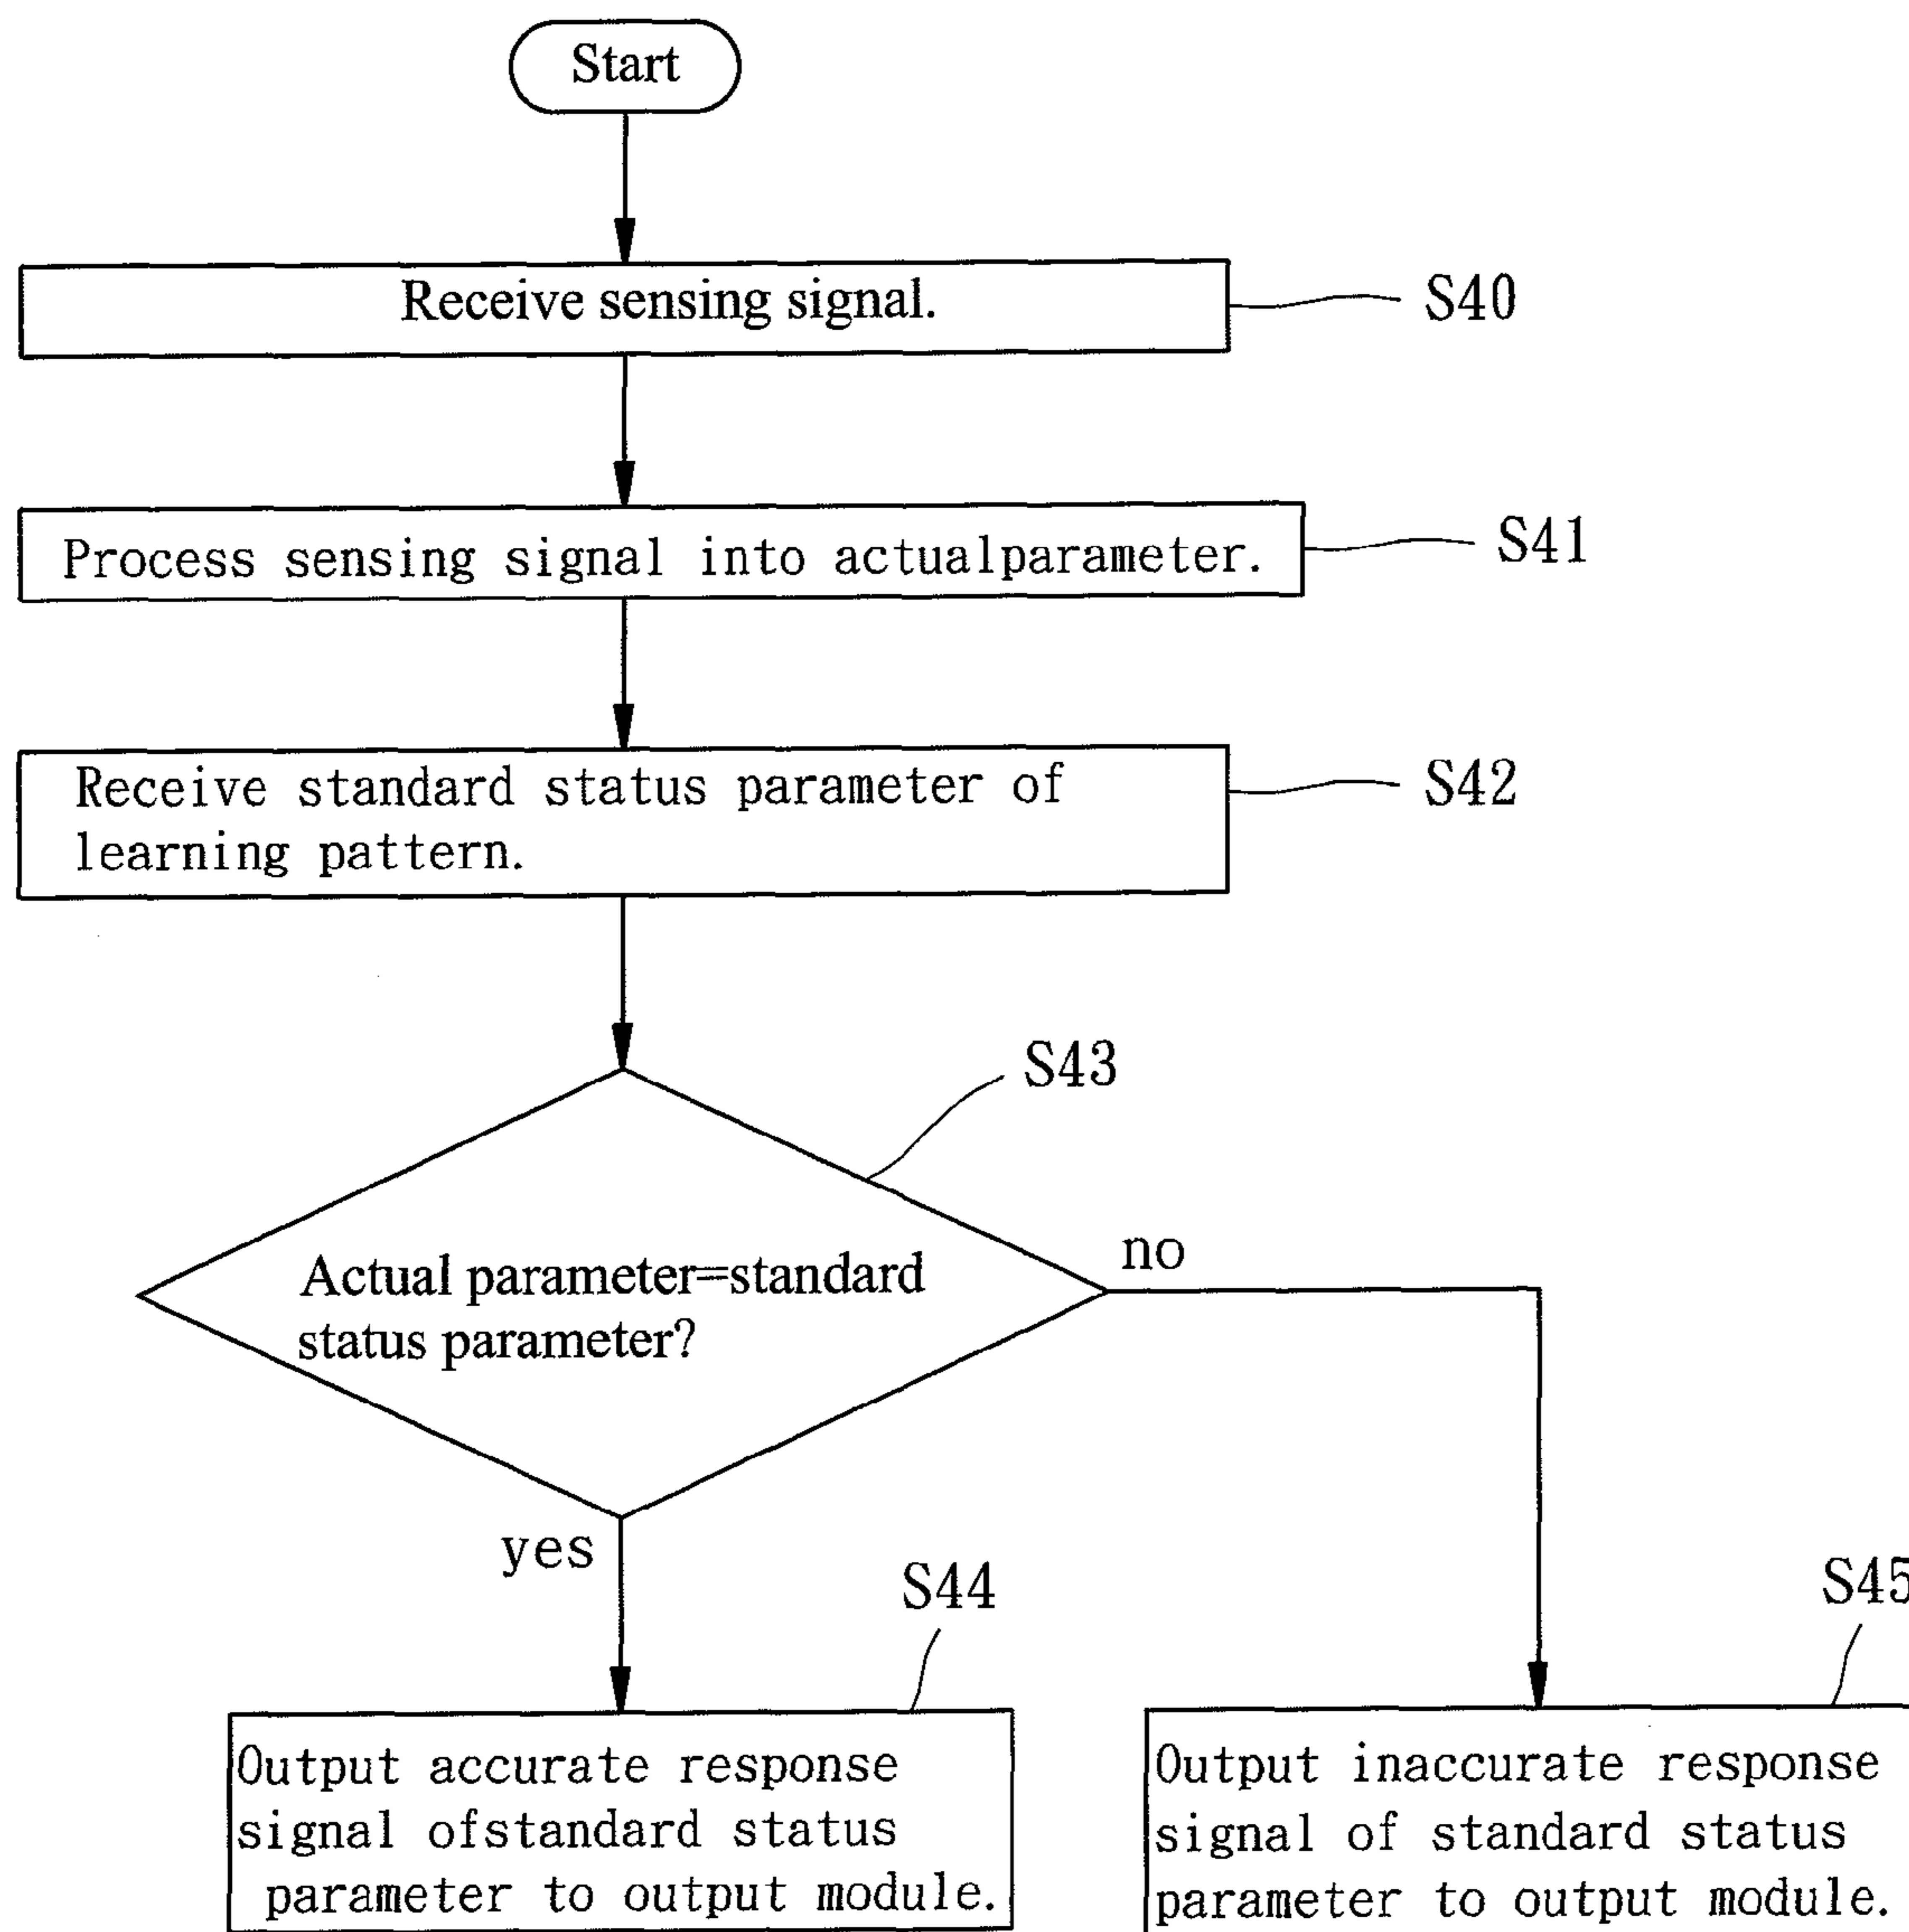 Start
Receive sensing signal.
S40
Process sensing signal into actualparameter.
S41
Receive standard status parameter of
learning pattern.
S42
S43
Actual parameter=standard
status parameter?
no
yes
S44
Output accurate response
signal ofstandard status
parameter to output module.
S45
Output inaccurate response
signal of standard status
parameter to output module.